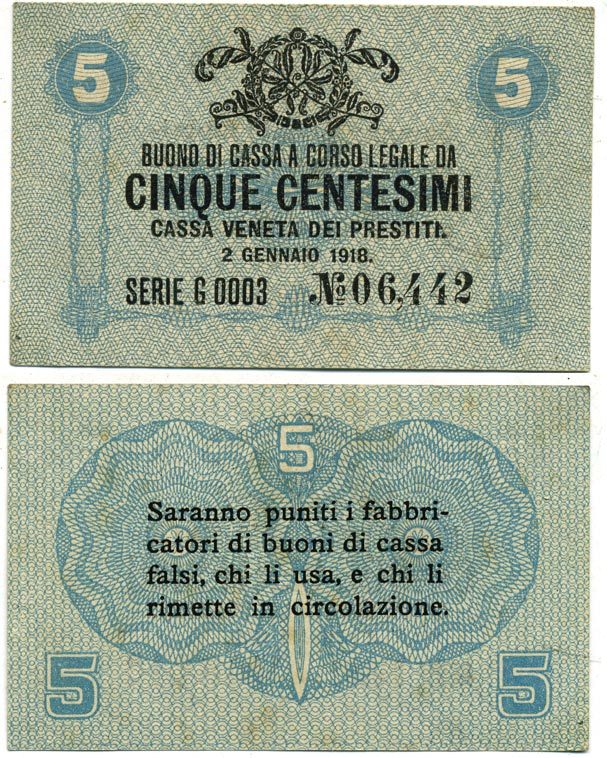 5 5
BUONO DI CASSA A CORSO LEGALE DA
CINQUE CENTESIMI
CASSA VENETA DEI PRESTITI.
2 GENNAIO 1918.
SERIE G 0003 No 06,442
5
Saranno puniti i fabbri-
catori di buoni di cassa
falsi, chi li usa, e chi li
rimette in circolazione.
5 5